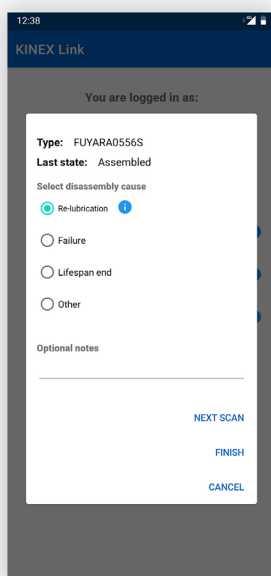 12:38
KINEX Link
You are logged in as:
Type: FUYARA0556S
Last state: Assembled
Select disassembly cause
Re-lubrication
Failure
Lifespan end
Other
Optional notes
NEXT SCAN
FINISH
CANCEL